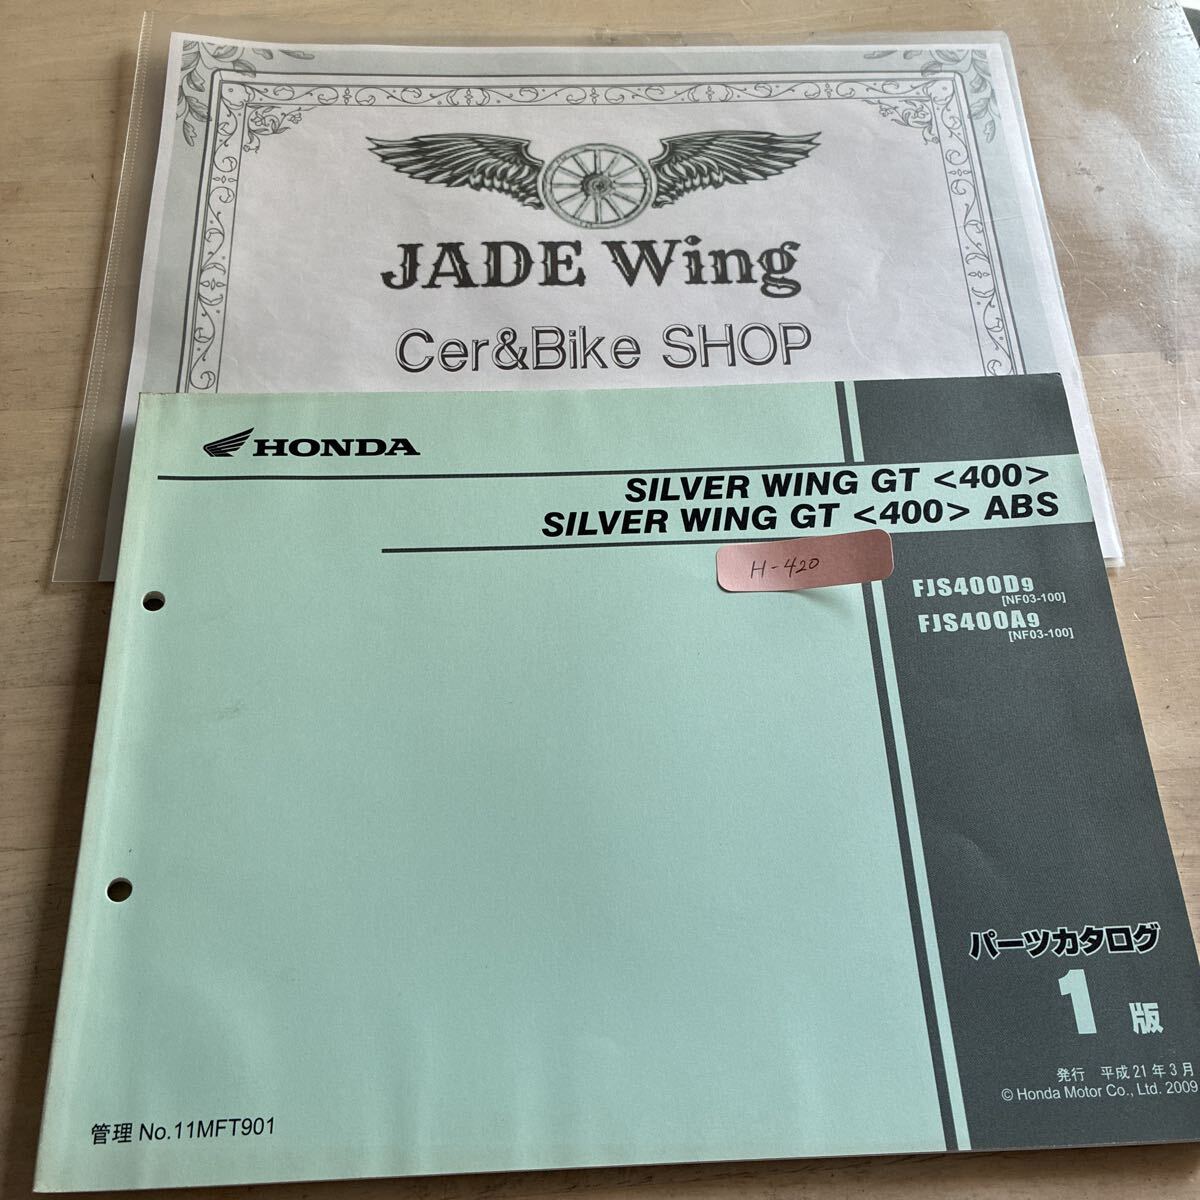 JADE Wing
Cer&Bike SHOP
HONDA
SILVER WING GT <400>
SILVER WING GT <400> ABS
H-420
FJS400D9
[NF03-100]
FJS400A9
[NF03-100]
パーツカタログ
1 版
発行 平成21年3月
© Honda Motor Co., Ltd. 2009
管理 No.11MFT901